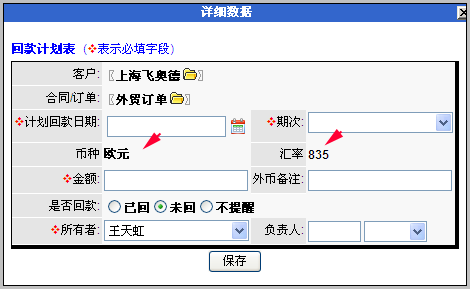 详细数据
回款计划表 (❖表示必填字段)
客户: 〖上海飞奥德〗
合同/订单: 〖外贸订单〗
❖计划回款日期: ❖期次:
币种 欧元 汇率 835
❖金额: 外币备注:
是否回款: 已回 未回 不提醒
❖所有者: 王天虹 负责人:
保存